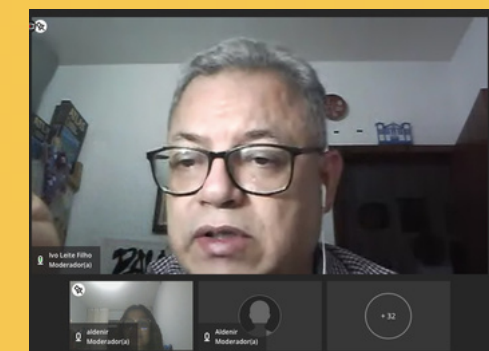 Ivo Leite Filho
Moderador(a)
aldenir
Moderador(a)
Aldenir
Moderador(a)
+ 32